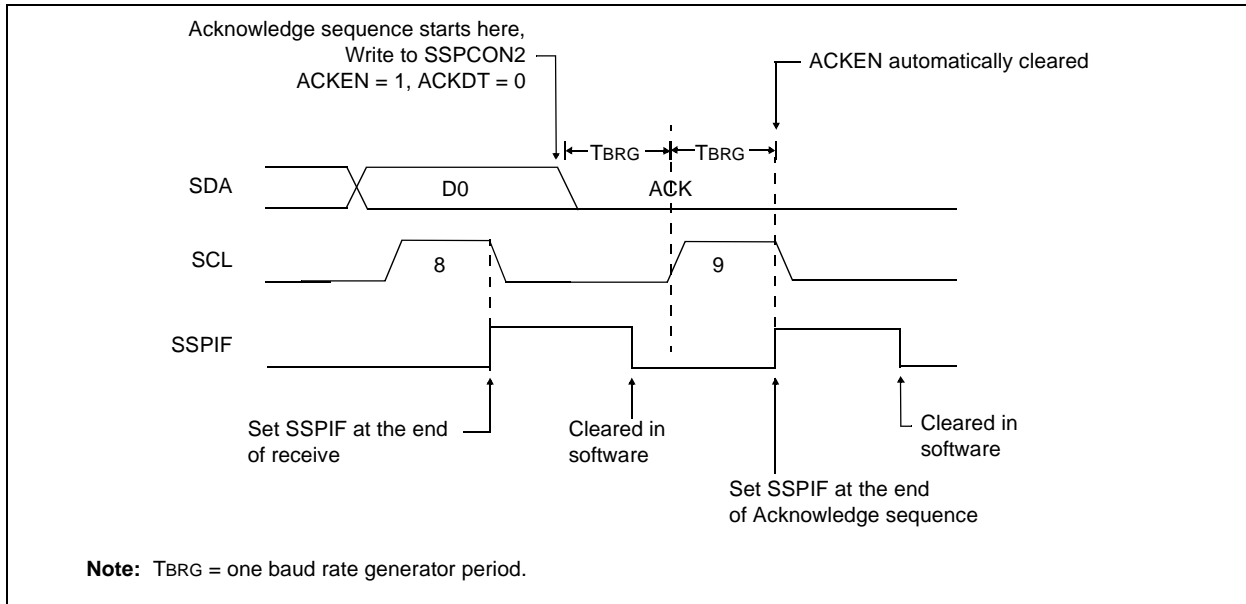 Acknowledge sequence starts here,
Write to SSPCON2
ACKEN = 1, ACKDT = 0
ACKEN automatically cleared
TBRG
TBRG
SDA
D0
ACK
SCL
8
9
SSPIF
Set SSPIF at the end
of receive
Cleared in
software
Cleared in
software
Set SSPIF at the end
of Acknowledge sequence
Note: TBRG = one baud rate generator period.